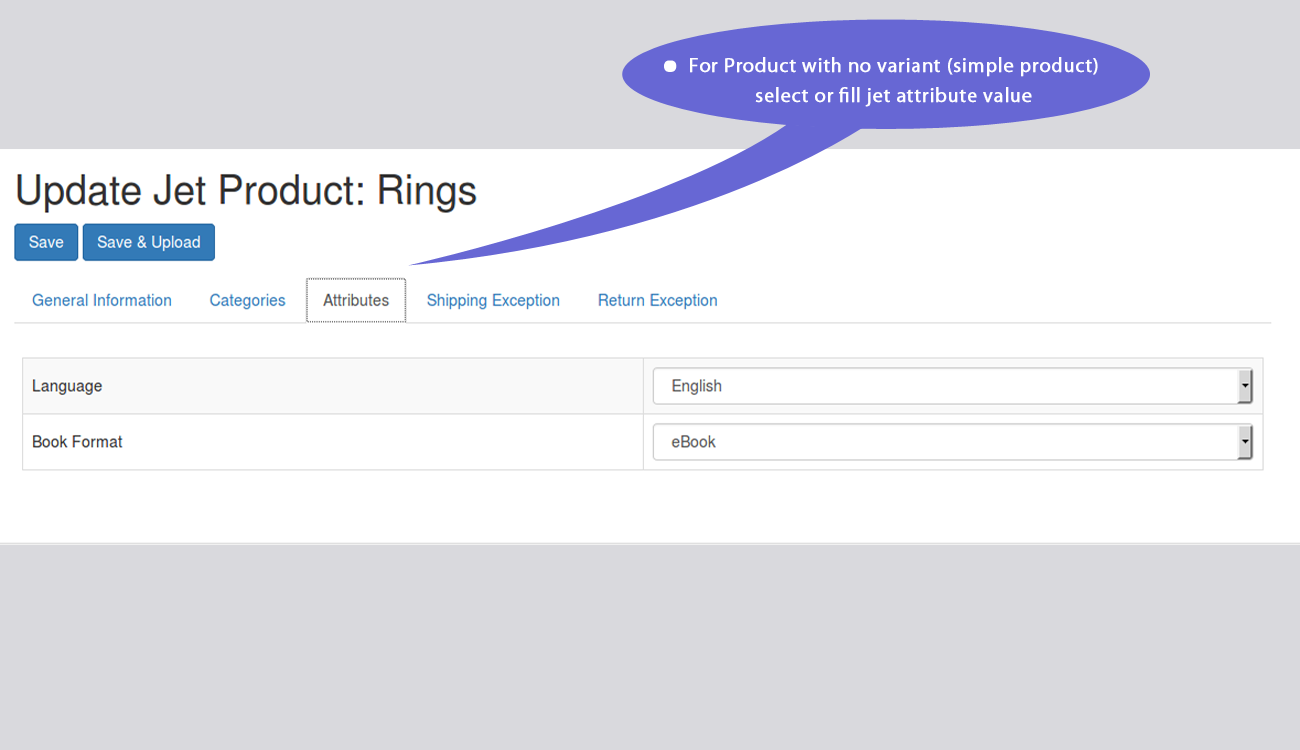 For Product with no variant (simple product)
select or fill jet attribute value
Update Jet Product: Rings
Save Save & Upload
General Information Categories Attributes Shipping Exception Return Exception
Language English
Book Format eBook